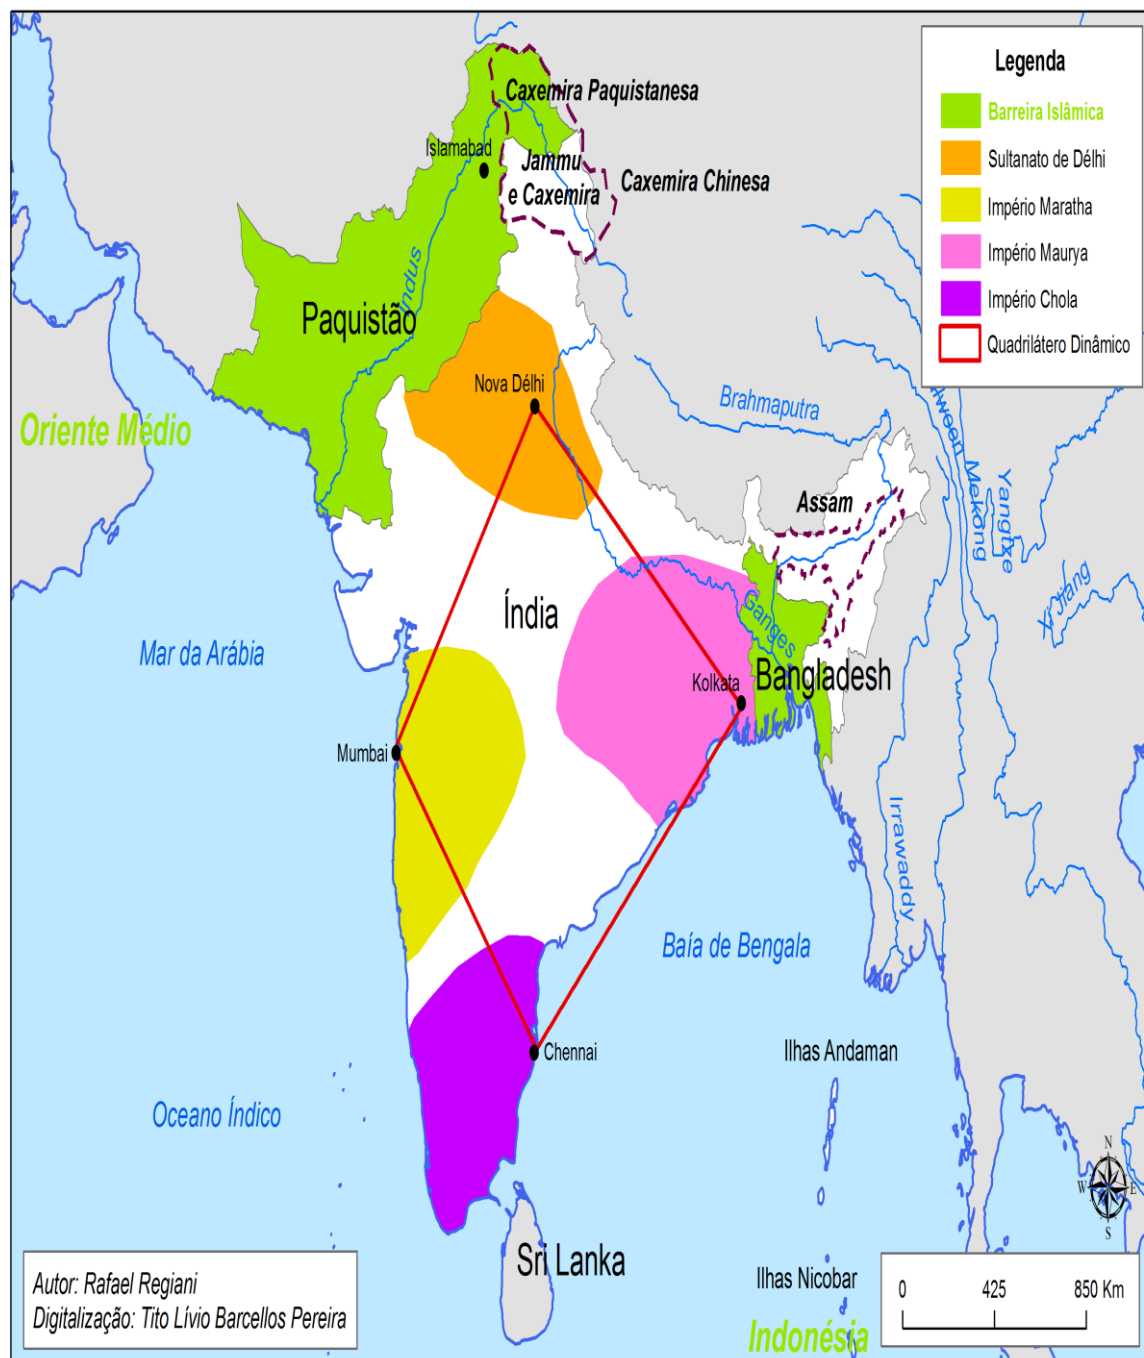 Legenda
Barreira Islâmica
Sultanato de Délhi
Império Maratha
Império Maurya
Império Chola
Quadrilátero Dinâmico
Caxemira Paquistanesa
Islamabad
Jammu
e Caxemira
Caxemira Chinesa
Indus
Paquistão
Nova Délhi
Oriente Médio
Brahmaputra
Mekong
Yangtze
Xi Jiang
Assam
Índia
Ganges
Mar da Arábia
Kolkata
Bangladesh
Mumbai
Irrawaddy
Baía de Bengala
Chennai
Ilhas Andaman
Oceano Índico
N
W
E
S
Sri Lanka
Ilhas Nicobar
Indonésia
Autor: Rafael Regiani
Digitalização: Tito Lívio Barcellos Pereira
0 425 850 Km